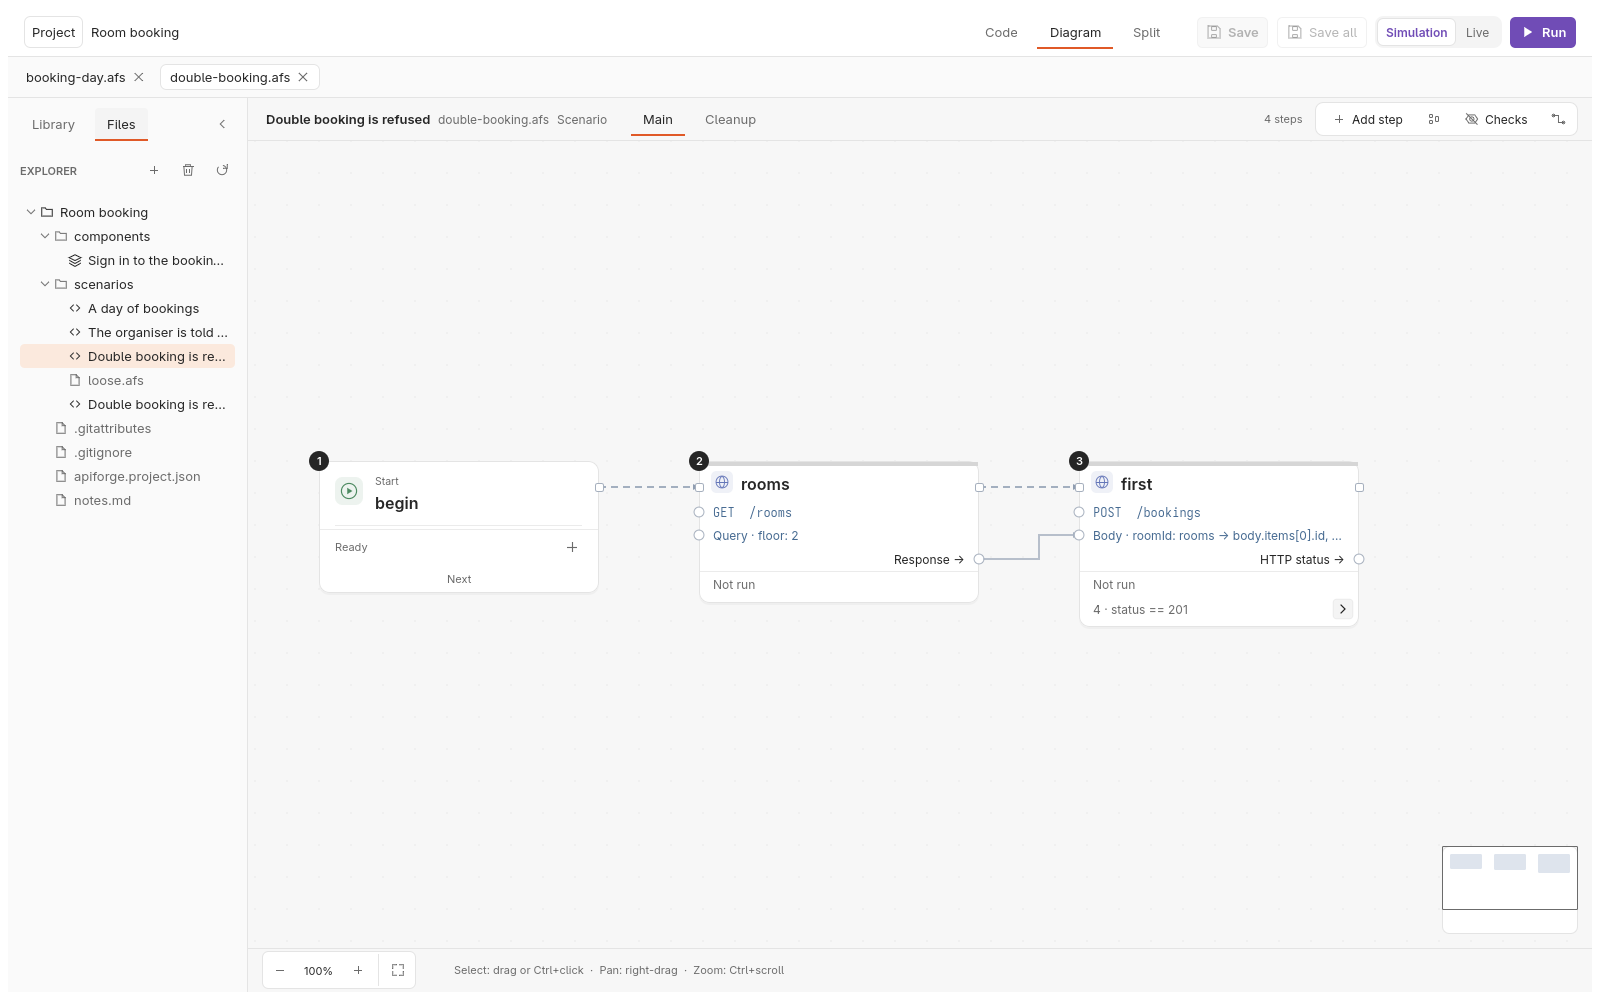 Project Room booking Code Diagram Split Save Save all Simulation Live Run
booking-day.afs double-booking.afs
Library Files
Double booking is refused double-booking.afs Scenario Main Cleanup 4 steps Add step Checks
EXPLORER
Room booking
components
Sign in to the bookin...
scenarios
A day of bookings
The organiser is told ...
Double booking is re...
loose.afs
Double booking is re...
.gitattributes
.gitignore
apiforge.project.json
notes.md
1
Start
begin
Ready
Next
2
rooms
GET /rooms
Query · floor: 2
Response →
Not run
3
first
POST /bookings
Body · roomId: rooms → body.items[0].id, ...
HTTP status →
Not run
4 · status == 201
100% Select: drag or Ctrl+click · Pan: right-drag · Zoom: Ctrl+scroll